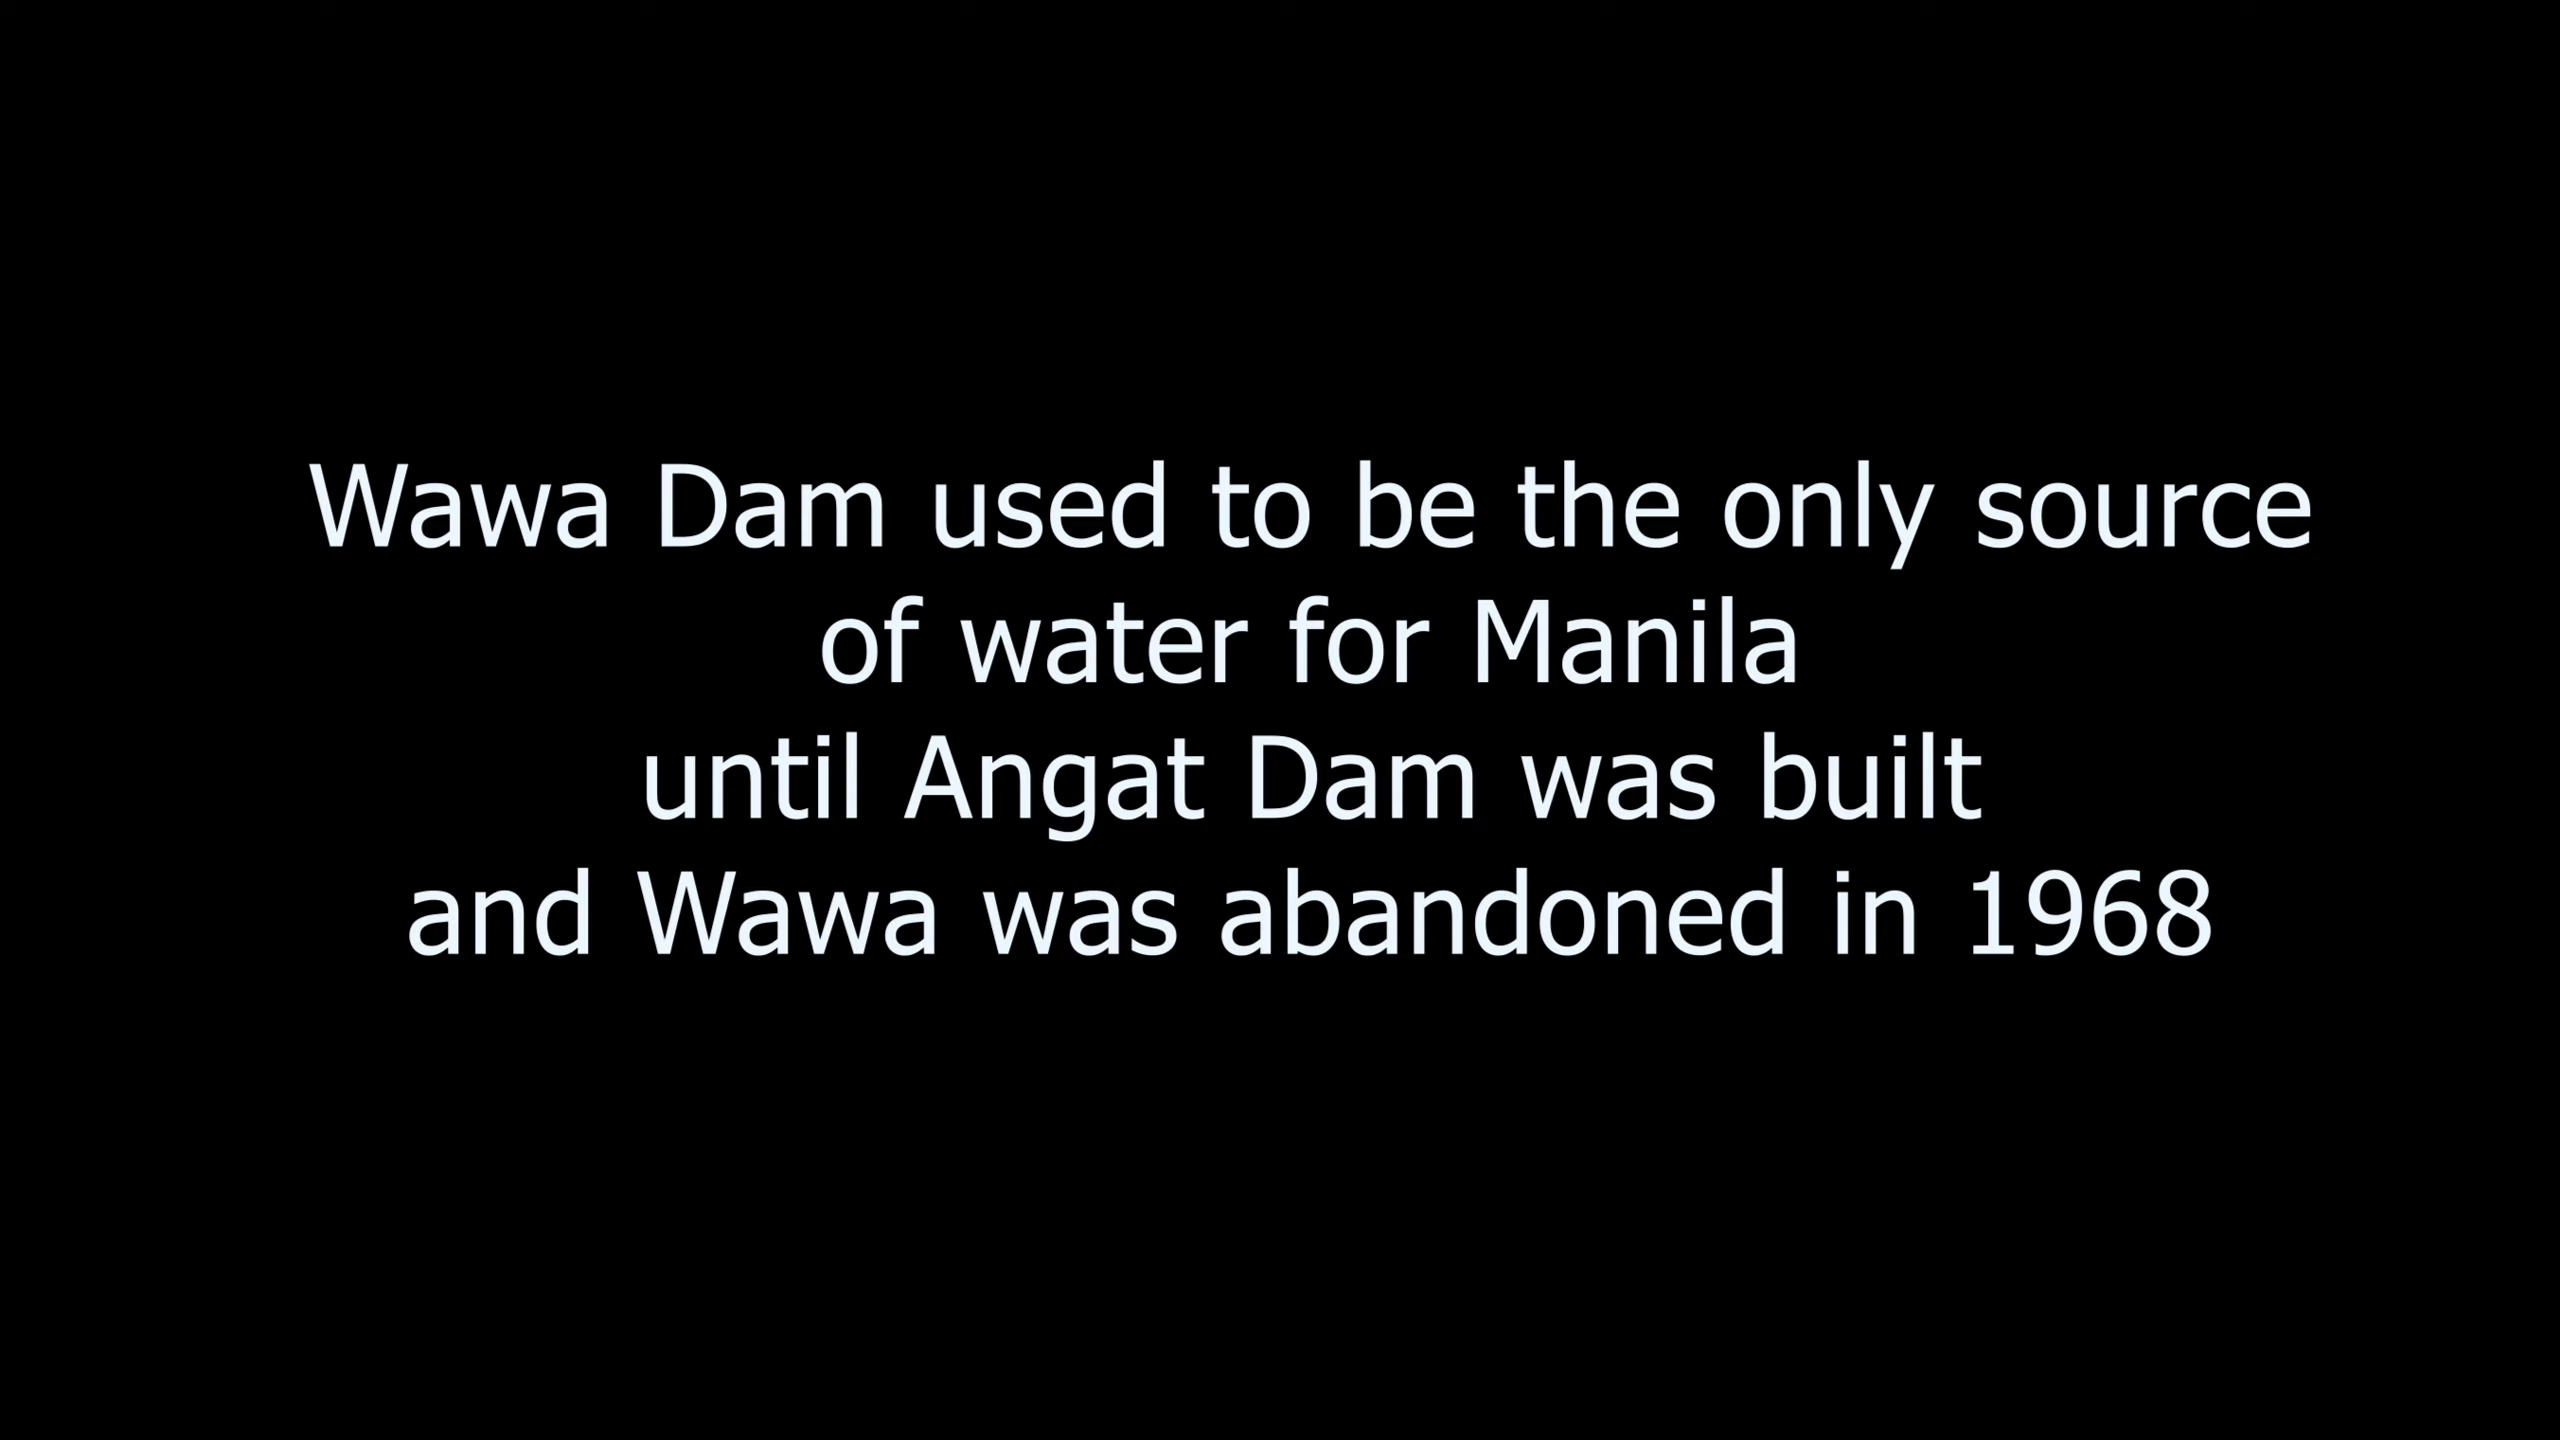 Wawa Dam used to be the only source
of water for Manila
until Angat Dam was built
and Wawa was abandoned in 1968